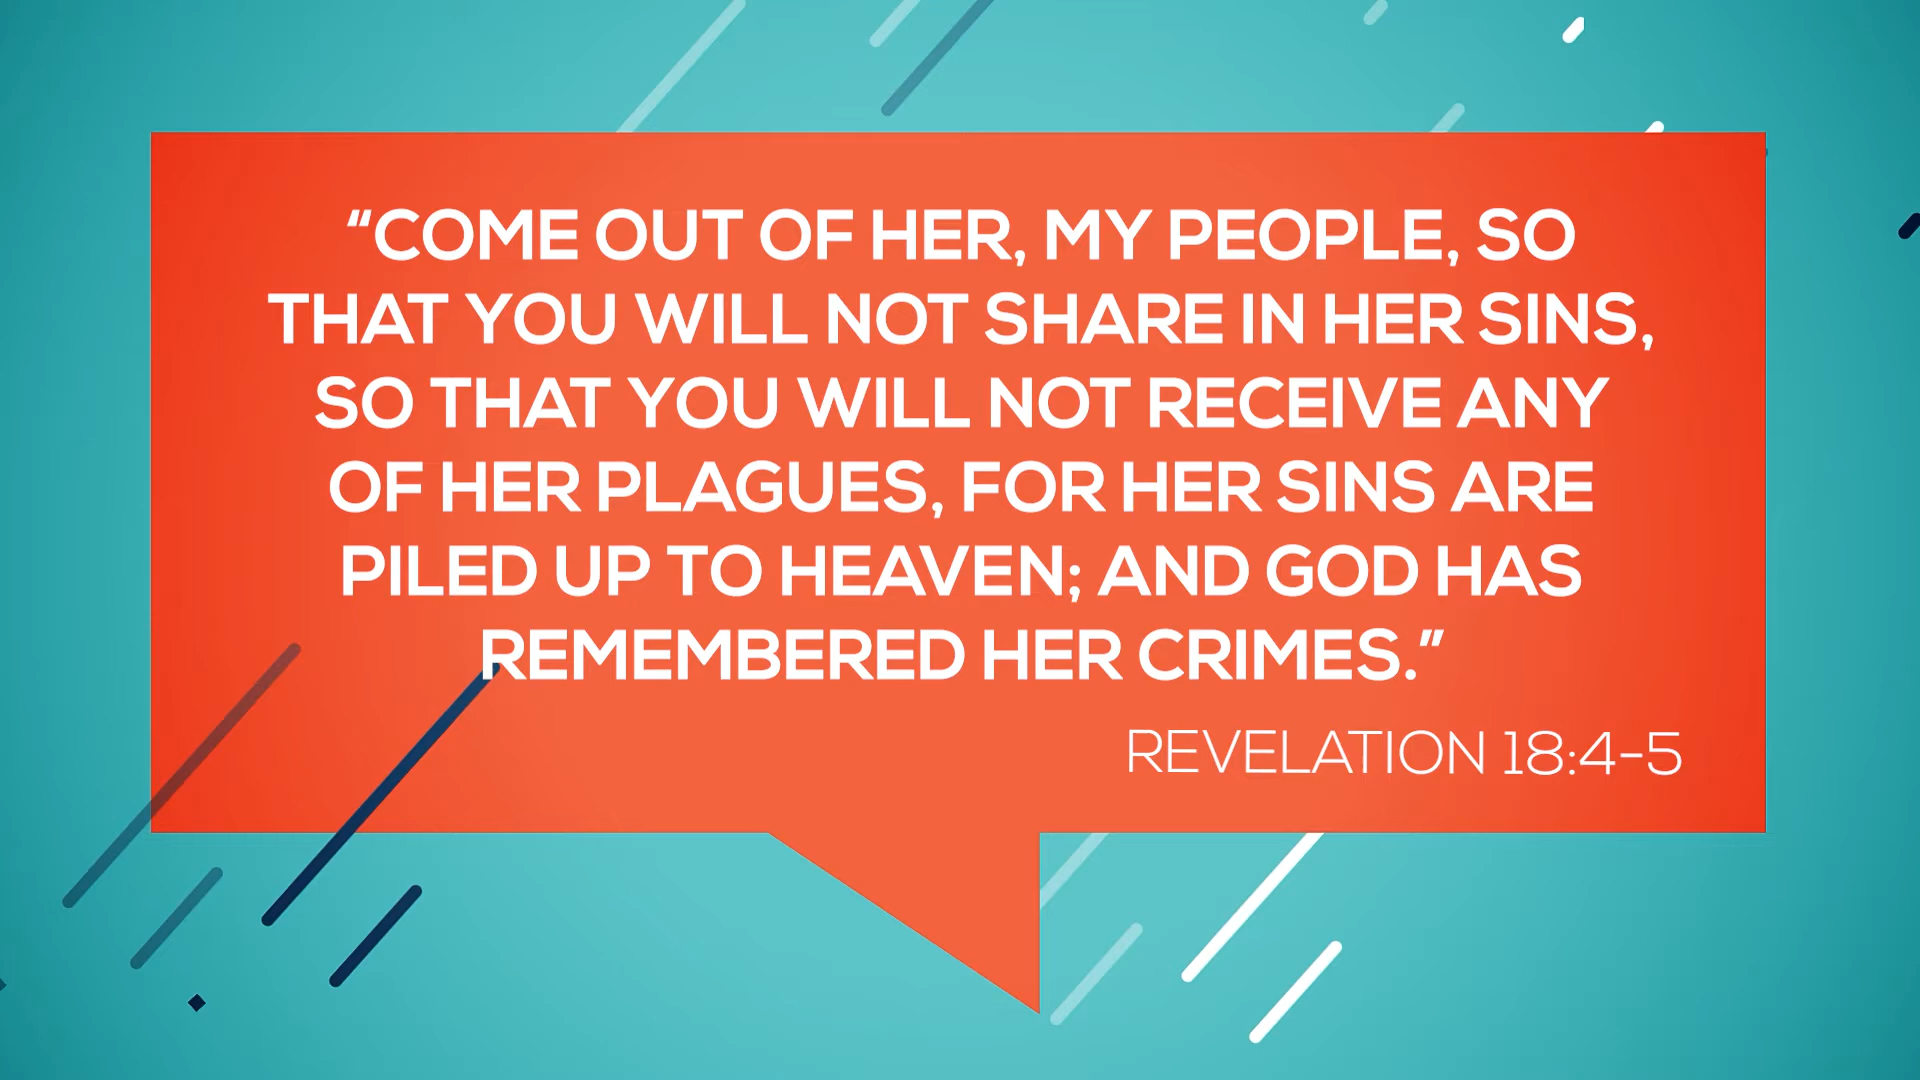 “COME OUT OF HER, MY PEOPLE, SO
THAT YOU WILL NOT SHARE IN HER SINS,
SO THAT YOU WILL NOT RECEIVE ANY
OF HER PLAGUES, FOR HER SINS ARE
PILED UP TO HEAVEN; AND GOD HAS
REMEMBERED HER CRIMES.”
REVELATION 18:4-5